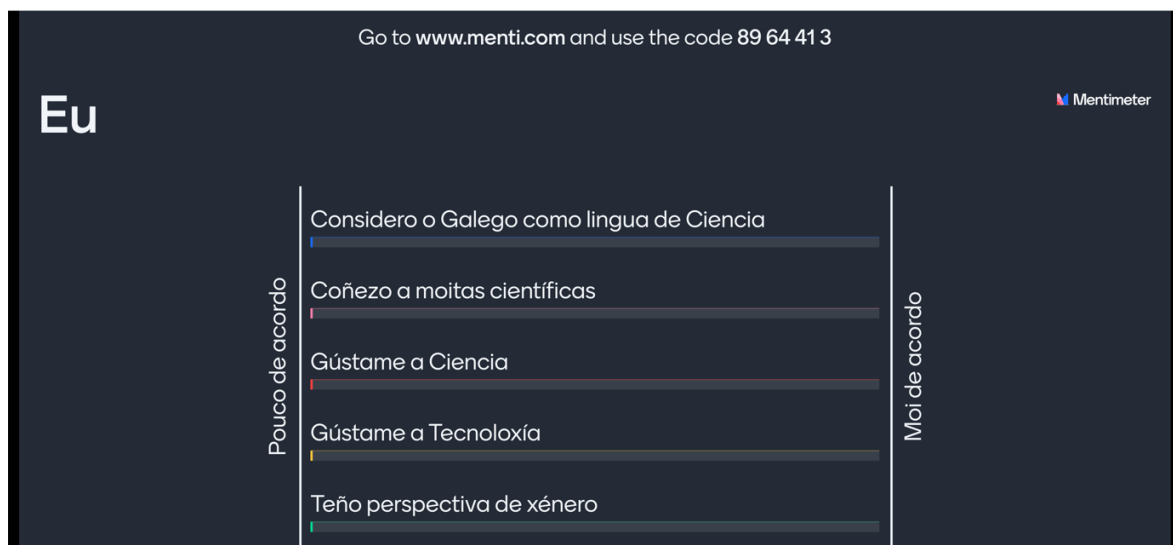 Go to www.menti.com and use the code 89 64 41 3
Eu
Mentimeter
Considero o Galego como lingua de Ciencia
Coñezo a moitas científicas
Gústame a Ciencia
Gústame a Tecnoloxía
Teño perspectiva de xénero
Pouco de acordo
Moi de acordo